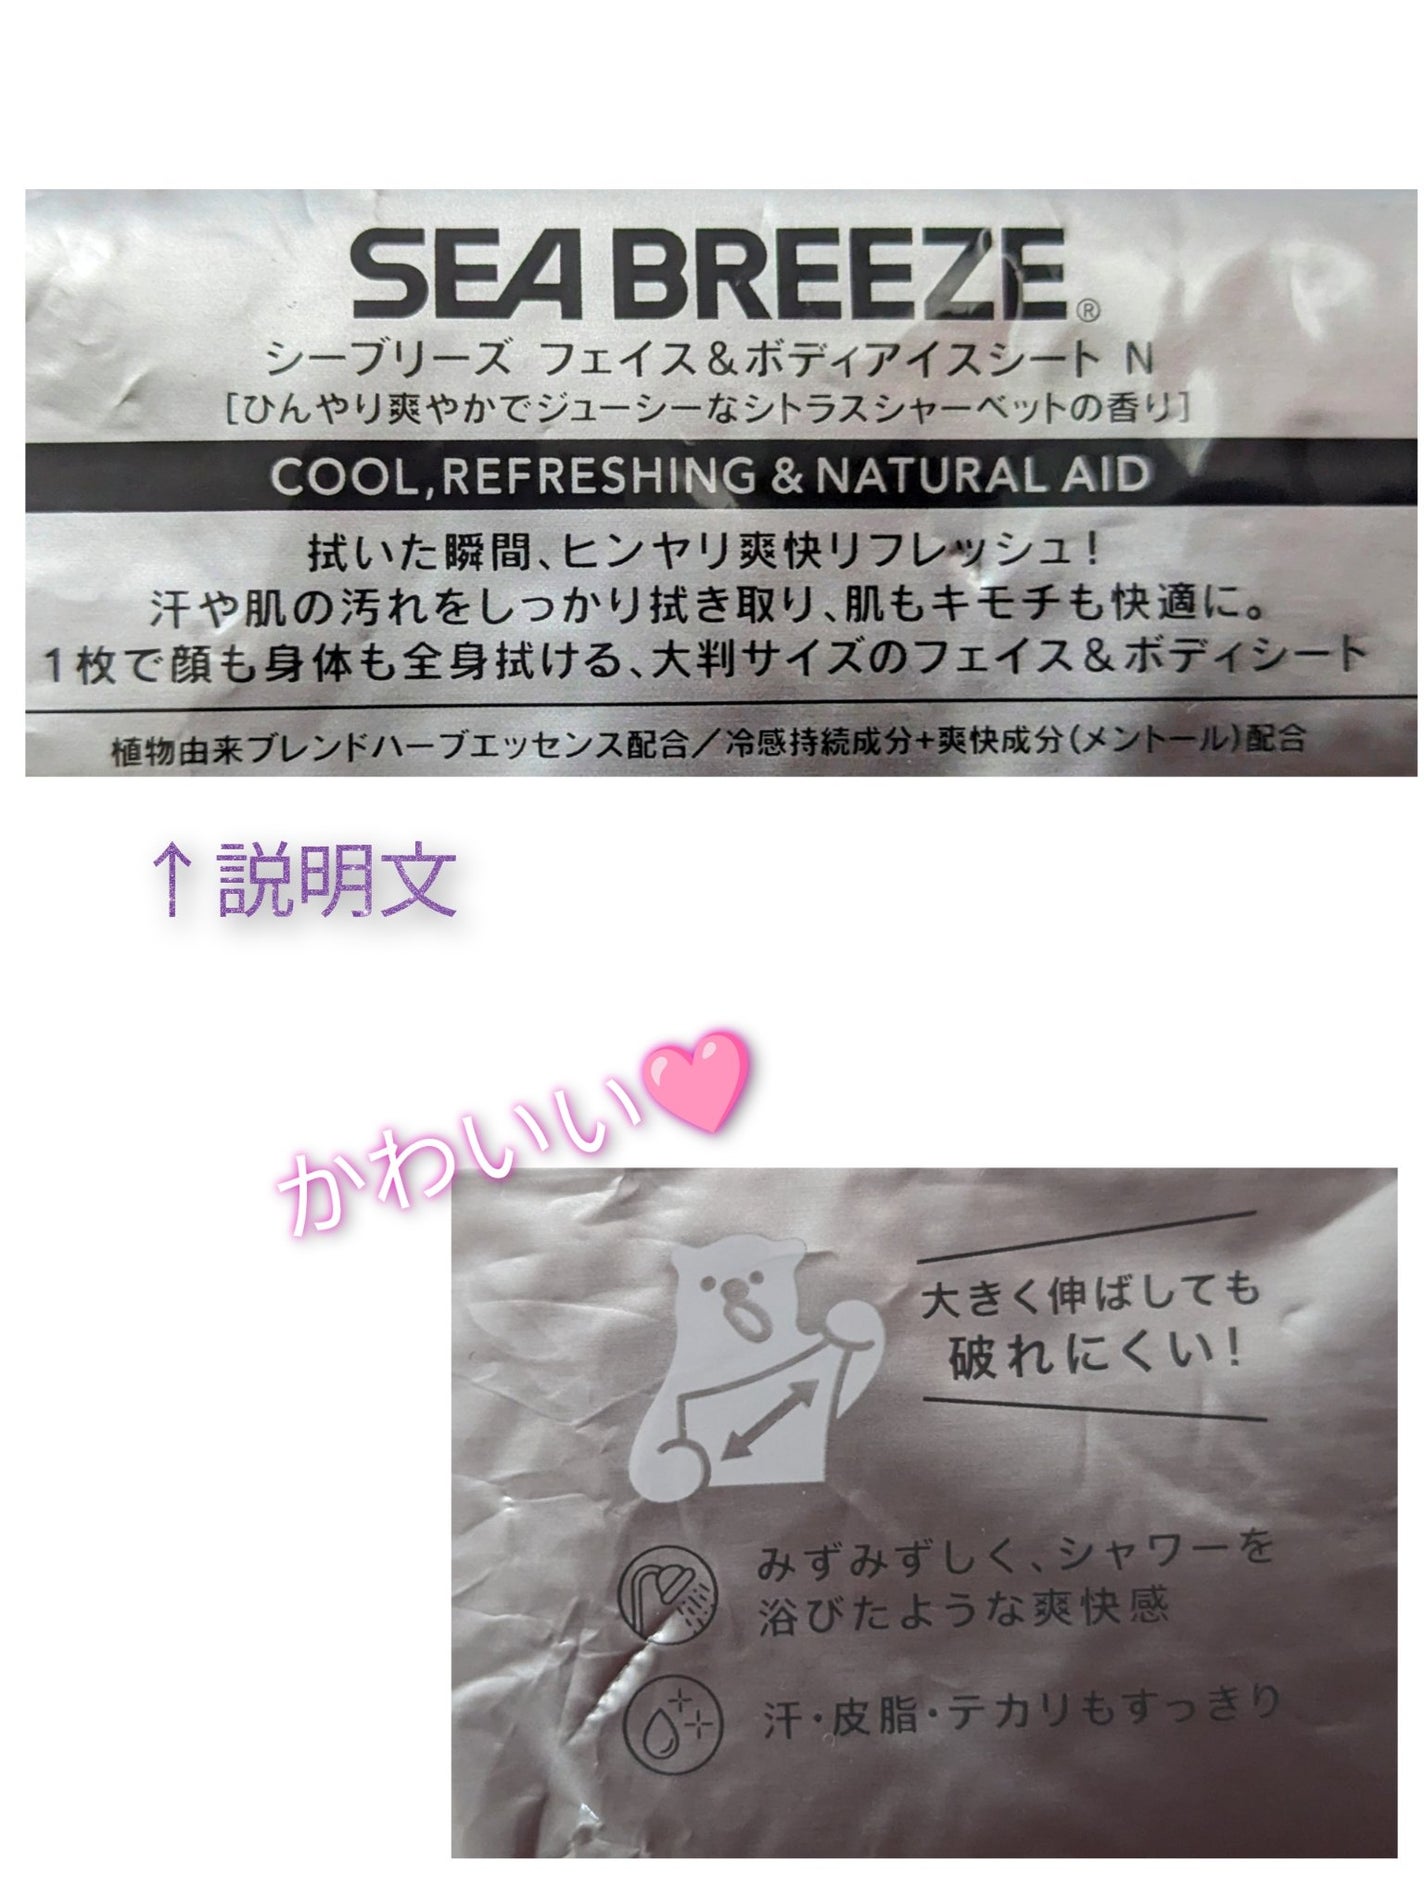 SEA BREEZE®
シーブリーズ フェイス&ボディアイスシート N
[ひんやり爽やかでジューシーなシトラスシャーベットの香り]
COOL,REFRESHING & NATURAL AID
拭いた瞬間、ヒンヤリ爽快リフレッシュ!
汗や肌の汚れをしっかり拭き取り、肌もキモチも快適に。
1枚で顔も身体も全身拭ける、大判サイズのフェイス&ボディシート
植物由来ブレンドハーブエッセンス配合/冷感持続成分+爽快成分(メントール)配合
↑説明文
かわいい🩷
大きく伸ばしても
破れにくい!
みずみずしく、シャワーを
浴びたような爽快感
汗・皮脂・テカリもすっきり